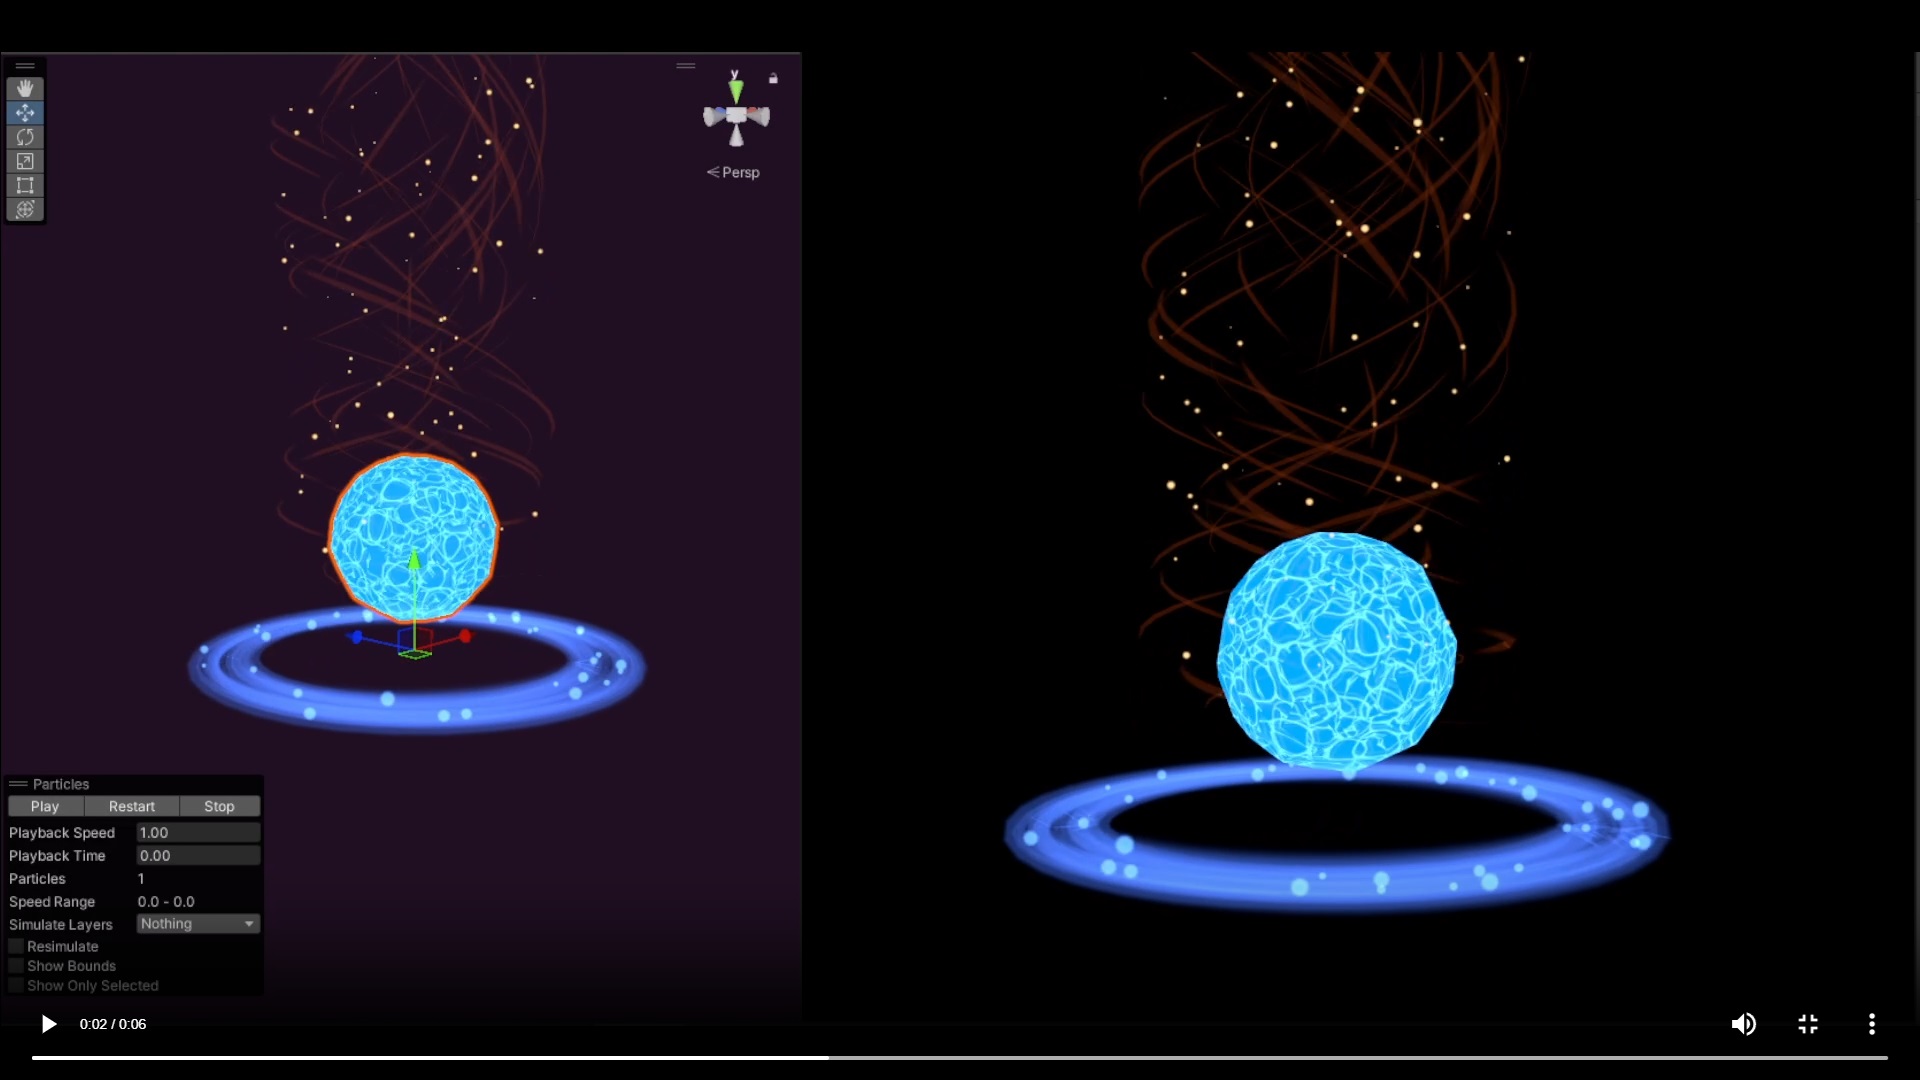 y
Persp
Particles
Play Restart Stop
Playback Speed 1.00
Playback Time 0.00
Particles 1
Speed Range 0.0 - 0.0
Simulate Layers Nothing
Resimulate
Show Bounds
Show Only Selected
0:02 / 0:06